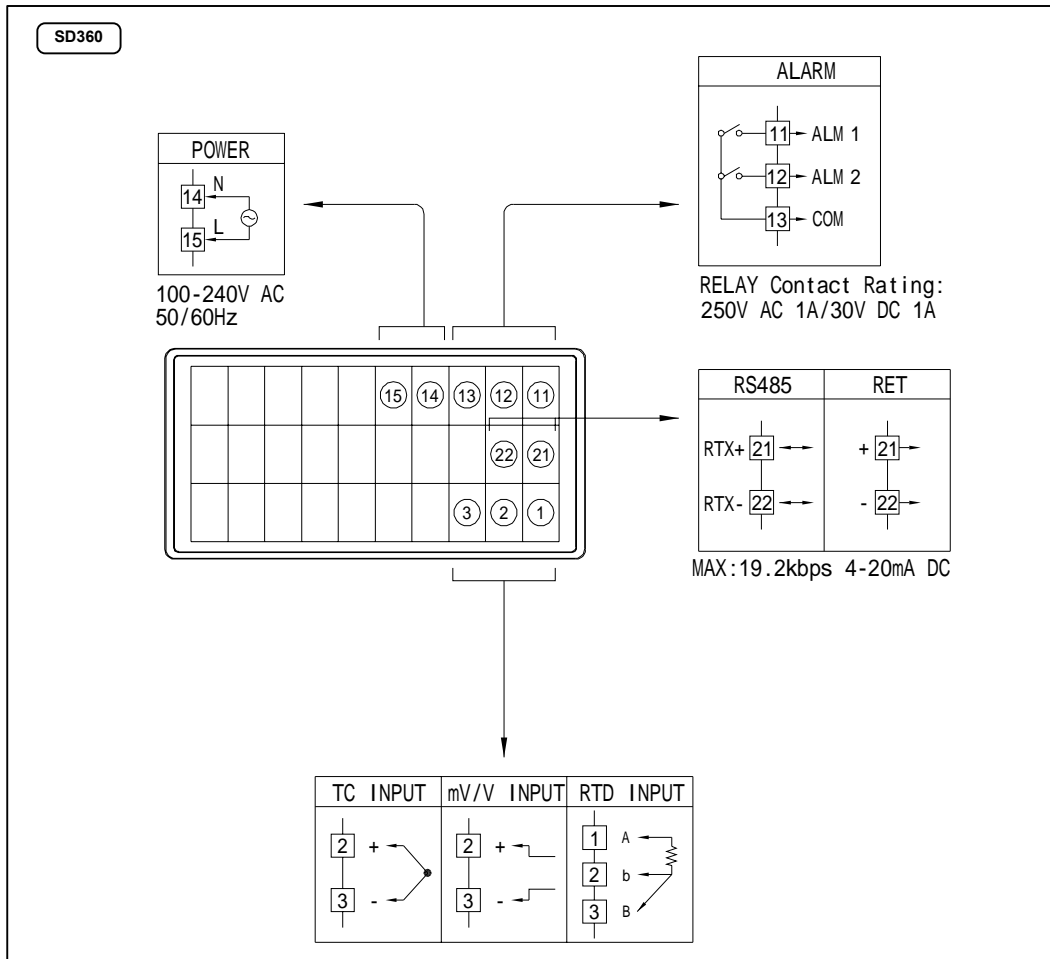 SD360
ALARM
11 ALM 1
12 ALM 2
13 COM
RELAY Contact Rating:
250V AC 1A/30V DC 1A
POWER
14 N
15 L
100-240V AC
50/60Hz
15 14 13 12 11
22 21
3 2 1
RS485 RET
RTX+ 21 + 21
RTX- 22 - 22
MAX:19.2kbps 4-20mA DC
TC INPUT mV/V INPUT RTD INPUT
2 + 2 + 1 A
2 b
3 - 3 - 3 B